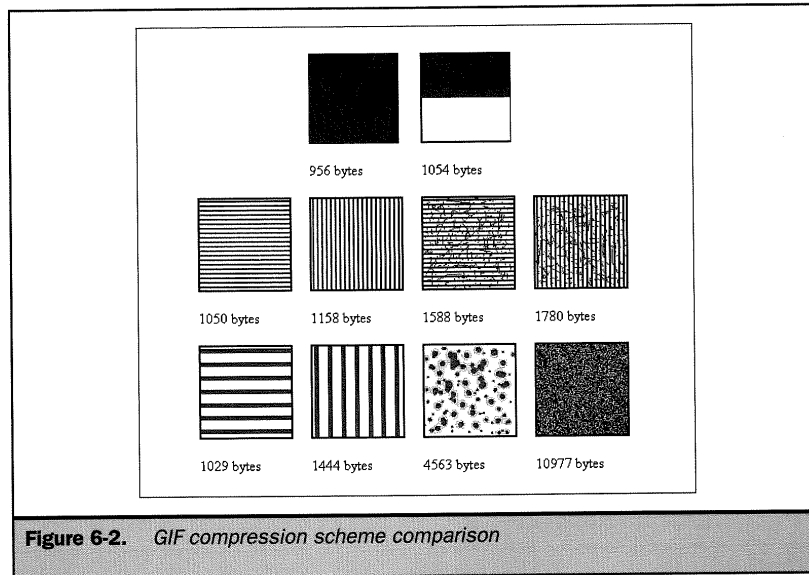 956 bytes 1054 bytes
1050 bytes 1158 bytes 1588 bytes 1780 bytes
1029 bytes 1444 bytes 4563 bytes 10977 bytes
Figure 6-2. GIF compression scheme comparison